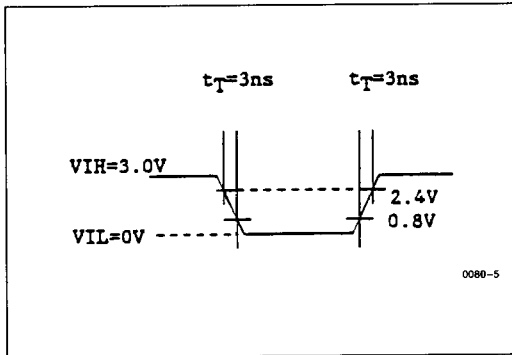 tT=3ns tT=3ns
VIH=3.0V
2.4V
0.8V
VIL=0V
0080-5